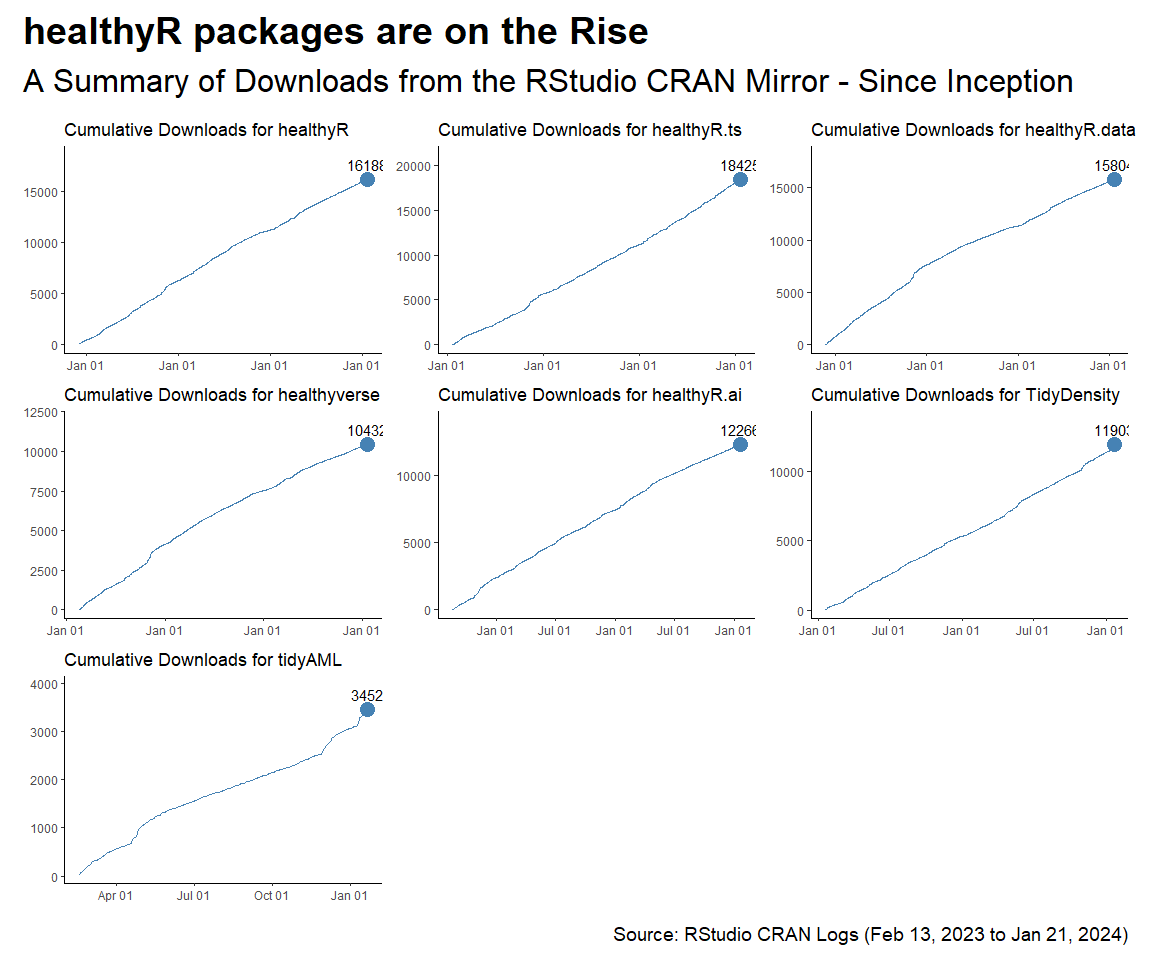 healthyR packages are on the Rise
A Summary of Downloads from the RStudio CRAN Mirror - Since Inception
Cumulative Downloads for healthyR
16188
15000
10000
5000
0
Jan 01 Jan 01 Jan 01 Jan 01
Cumulative Downloads for healthyR.ts
18425
20000
15000
10000
5000
0
Jan 01 Jan 01 Jan 01 Jan 01
Cumulative Downloads for healthyR.data
15804
15000
10000
5000
0
Jan 01 Jan 01 Jan 01 Jan 01
Cumulative Downloads for healthyverse
12500
10432
10000
7500
5000
2500
0
Jan 01 Jan 01 Jan 01 Jan 01
Cumulative Downloads for healthyR.ai
12266
10000
5000
0
Jan 01 Jul 01 Jan 01 Jul 01 Jan 01
Cumulative Downloads for TidyDensity
11903
10000
5000
0
Jan 01 Jul 01 Jan 01 Jul 01 Jan 01
Cumulative Downloads for tidyAML
4000
3452
3000
2000
1000
0
Apr 01 Jul 01 Oct 01 Jan 01
Source: RStudio CRAN Logs (Feb 13, 2023 to Jan 21, 2024)